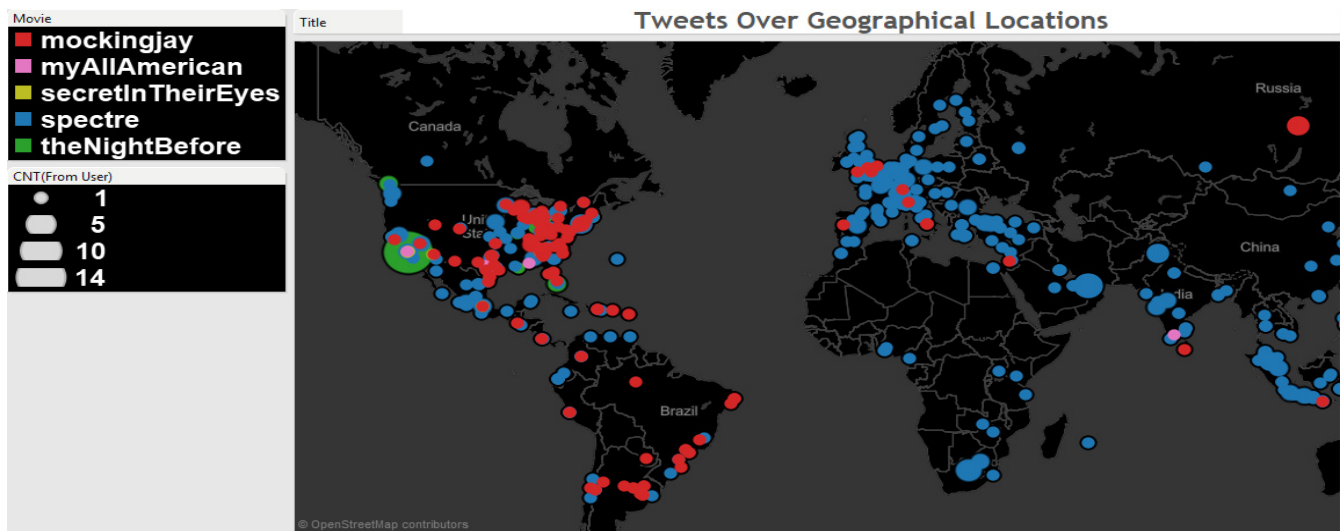 Movie
mockingjay
myAllAmerican
secretInTheirEyes
spectre
theNightBefore
CNT(From User)
1
5
10
14
Title
Tweets Over Geographical Locations
Russia
Canada
China
India
Brazil
© OpenStreetMap contributors